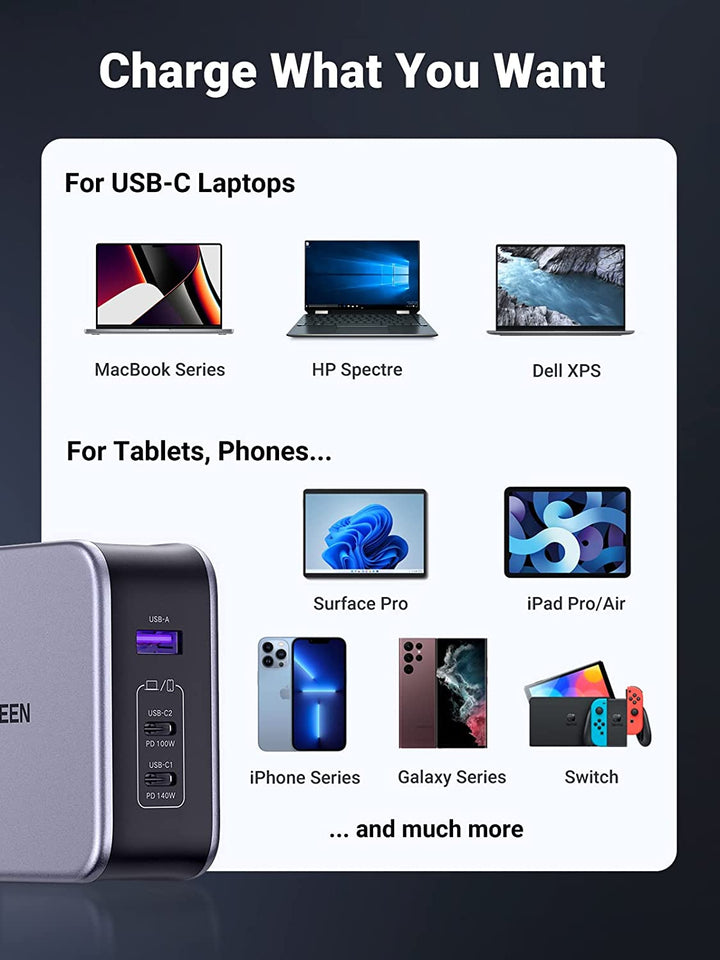 Charge What You Want
For USB-C Laptops
MacBook Series
HP Spectre
Dell XPS
For Tablets, Phones...
Surface Pro
iPad Pro/Air
USB-A
EEN
USB-C2
PD 100W
USB-C1
PD 140W
iPhone Series
Galaxy Series
Switch
... and much more